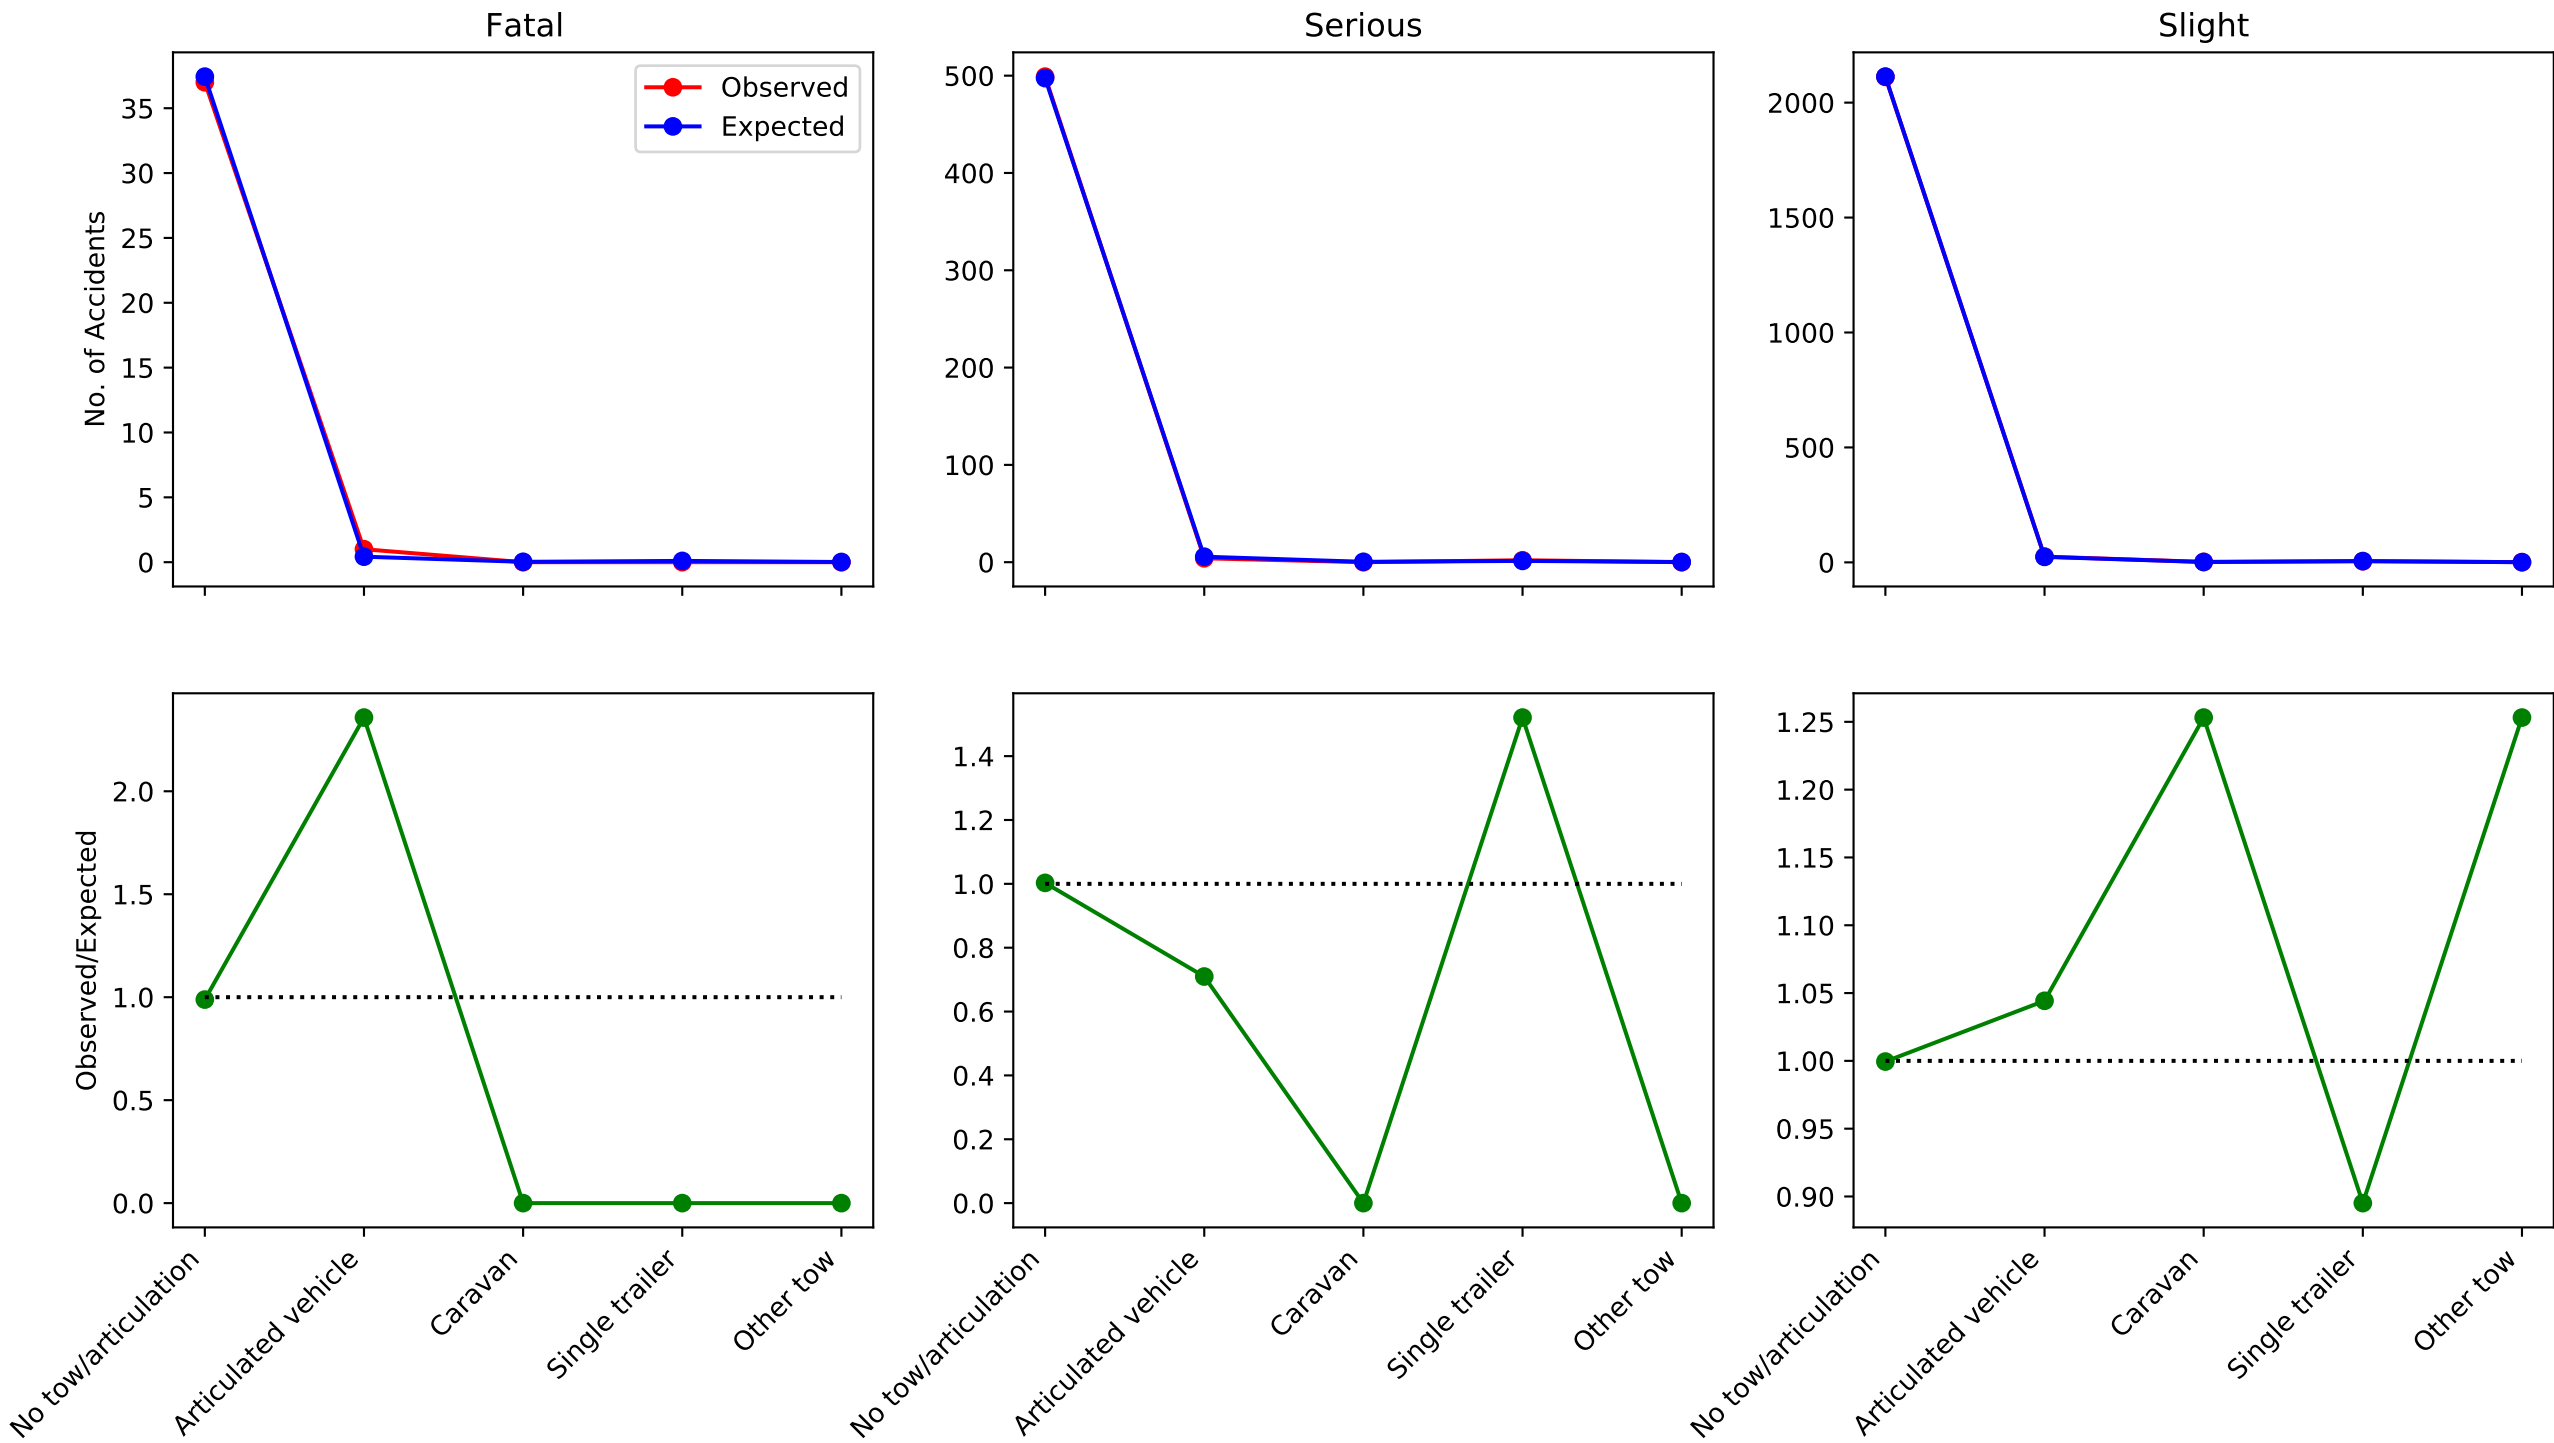 Fatal
Serious
Slight
Observed
Expected
No. of Accidents
35
30
25
20
15
10
5
0
500
400
300
200
100
0
2000
1500
1000
500
0
Observed/Expected
2.0
1.5
1.0
0.5
0.0
1.4
1.2
1.0
0.8
0.6
0.4
0.2
0.0
1.25
1.20
1.15
1.10
1.05
1.00
0.95
0.90
No tow/articulation
Articulated vehicle
Caravan
Single trailer
Other tow
No tow/articulation
Articulated vehicle
Caravan
Single trailer
Other tow
No tow/articulation
Articulated vehicle
Caravan
Single trailer
Other tow